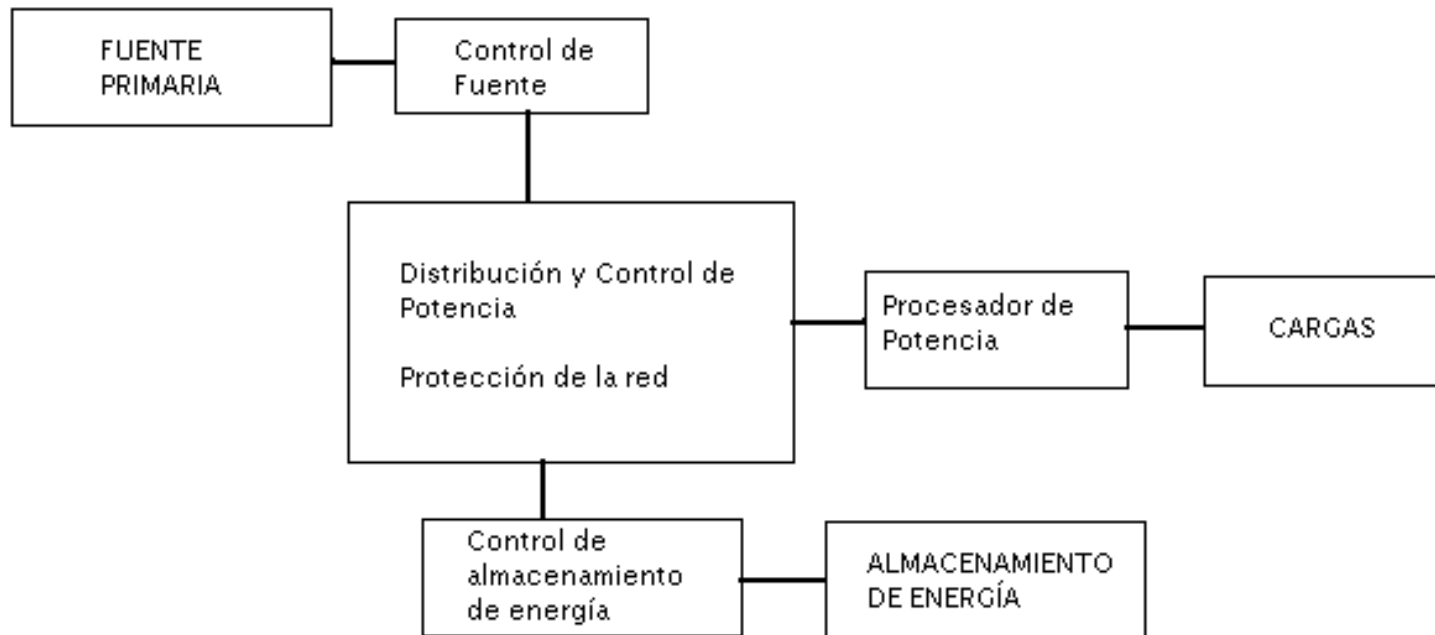 FUENTE
PRIMARIA
Control de
Fuente
Distribución y Control de
Potencia
Protección de la red
Procesador de
Potencia
CARGAS
Control de
almacenamiento
de energía
ALMACENAMIENTO
DE ENERGÍA